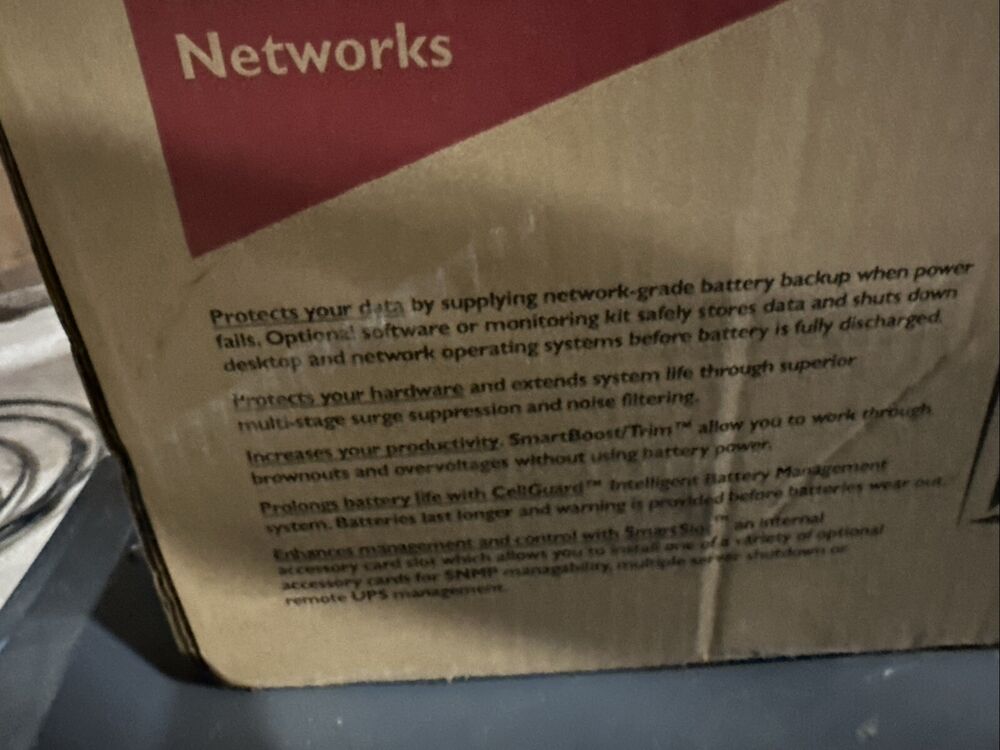 Networks
Protects your data by supplying network-grade battery backup when power
fails. Optional software or monitoring kit safely stores data and shuts down
desktop and network operating systems before battery is fully discharged.
Protects your hardware and extends system life through superior
multi-stage surge suppression and noise filtering.
Increases your productivity. SmartBoost/Trim™ allow you to work through
brownouts and overvoltages without using battery power.
Prolongs battery life with CellGuard™ Intelligent Battery Management
system. Batteries last longer and warning is provided before batteries wear out.
Enhances management and control with SmartSlot™ an internal
accessory card slot which allows you to install one of a variety of optional
accessory cards for SNMP managability, multiple server shutdown or
remote UPS management.